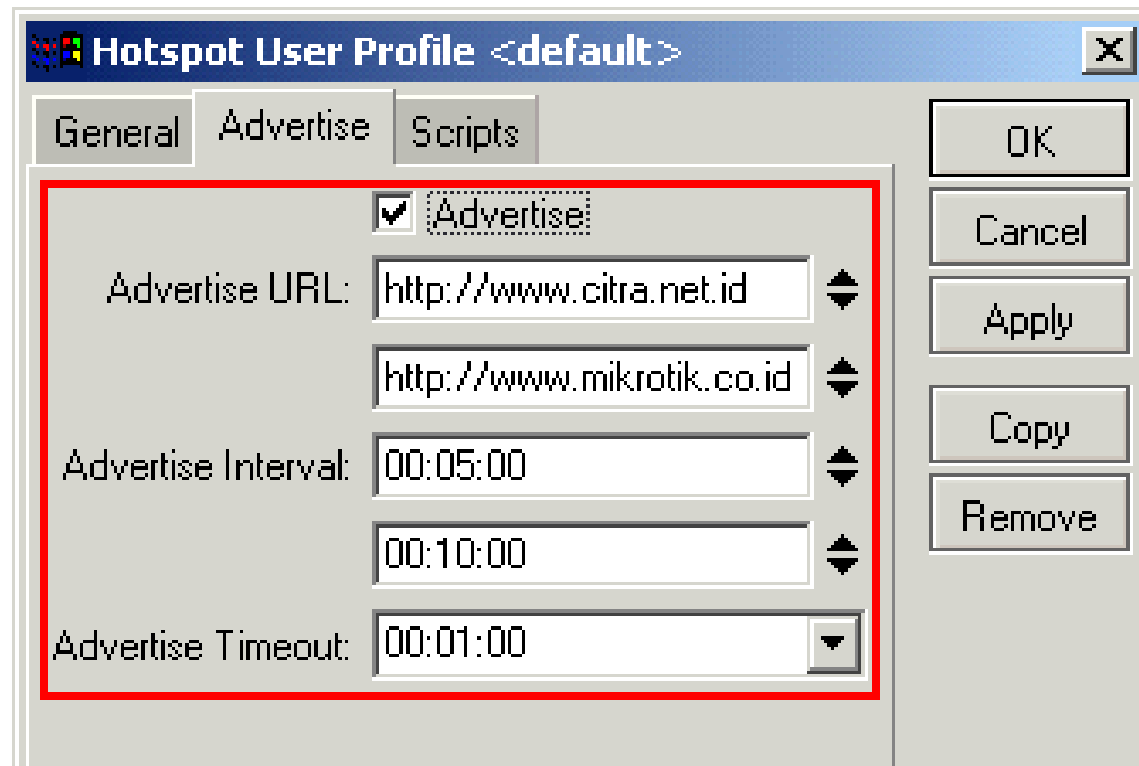 Hotspot User Profile <default>
General Advertise Scripts
OK
Advertise
Cancel
Advertise URL: http://www.citra.net.id
Apply
http://www.mikrotik.co.id
Copy
Advertise Interval: 00:05:00
Remove
00:10:00
Advertise Timeout: 00:01:00